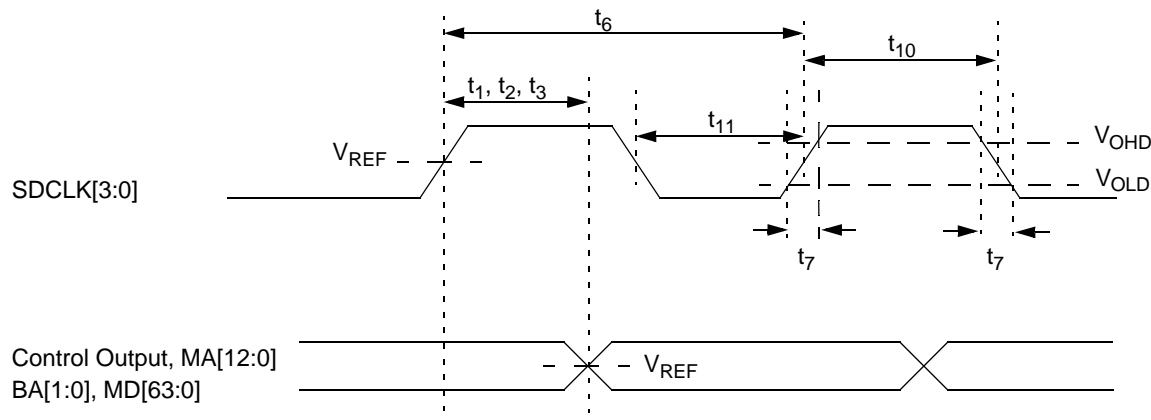 t6
t10
t1, t2, t3
t11
VREF
VOHD
VOLD
SDCLK[3:0]
t7
t7
Control Output, MA[12:0]
BA[1:0], MD[63:0]
VREF